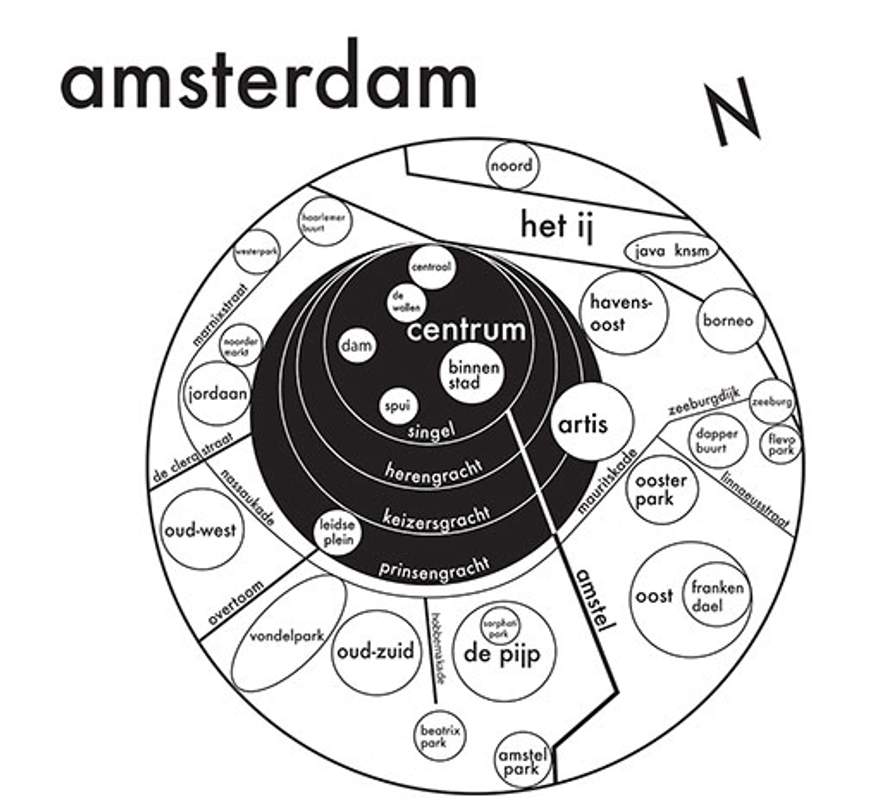 amsterdam
N
noord
het ij
java knsm
haarlemer
buurt
westerpark
centraal
de
wallen
centrum
havens-
oost
borneo
marnixstraat
noorder
markt
dam
binnen
stad
jordaan
spui
singel
artis
zeeburgdijk
zeeburg
dapper
buurt
flevo
park
de clerq straat
herengracht
mauritskade
ooster
park
linnaeusstraat
nassaukade
keizersgracht
oud-west
leidse
plein
prinsengracht
overtoom
amstel
oost
franken
dael
vondelpark
oud-zuid
hobbemakade
sarphati
park
de pijp
beatrix
park
amstel
park